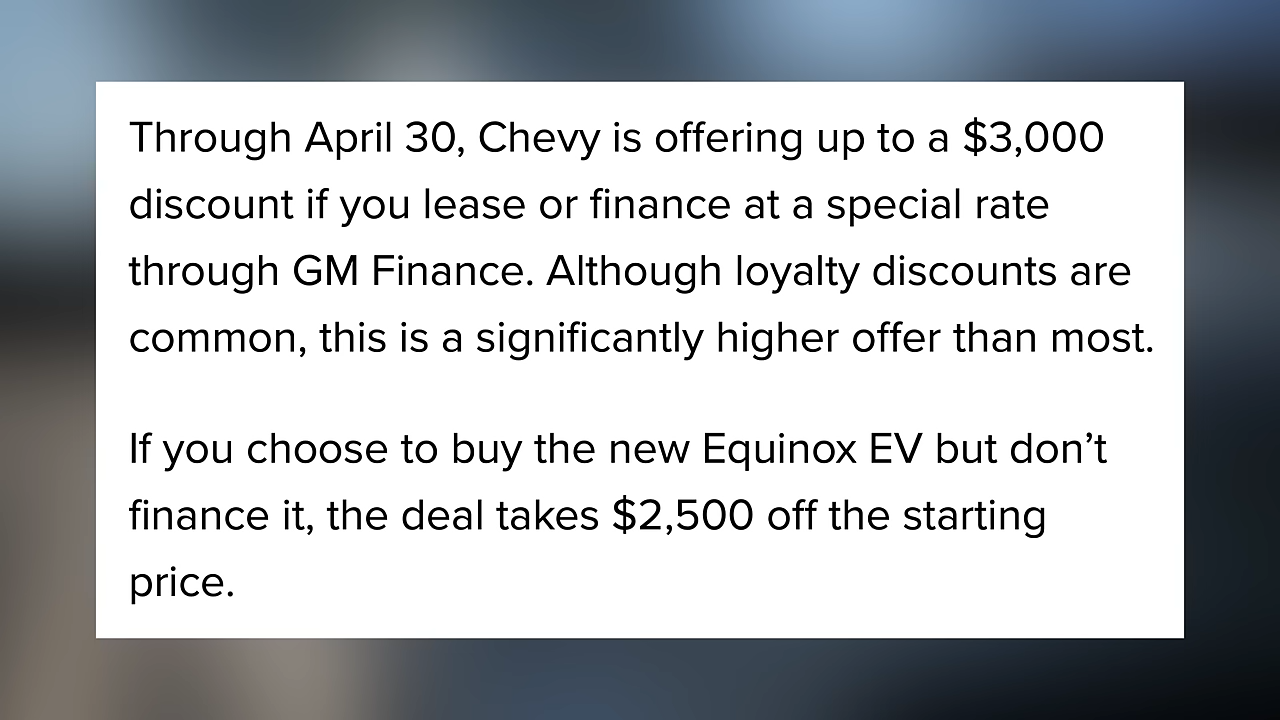 Through April 30, Chevy is offering up to a $3,000
discount if you lease or finance at a special rate
through GM Finance. Although loyalty discounts are
common, this is a significantly higher offer than most.
If you choose to buy the new Equinox EV but don’t
finance it, the deal takes $2,500 off the starting
price.